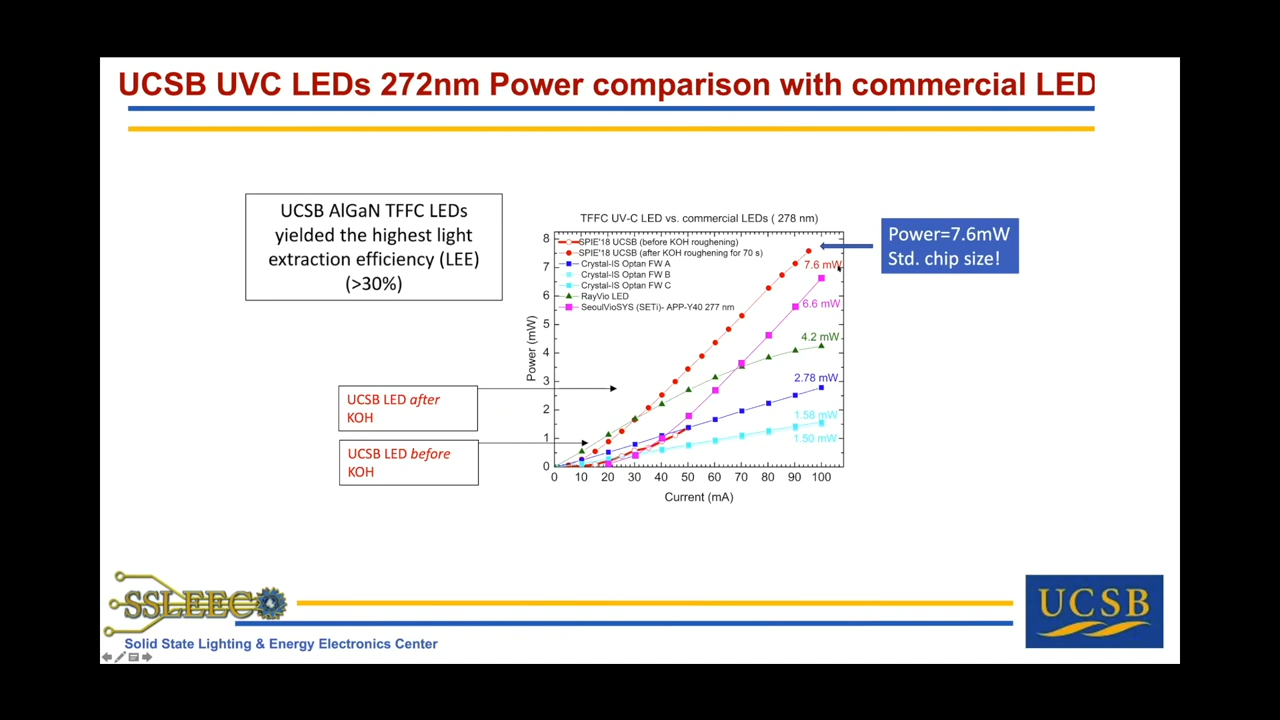 UCSB UVC LEDs 272nm Power comparison with commercial LED
UCSB AlGaN TFFC LEDs
yielded the highest light
extraction efficiency (LEE)
(>30%)
UCSB LED after
KOH
UCSB LED before
KOH
TFFC UV-C LED vs. commercial LEDs ( 278 nm)
SPIE'18 UCSB (before KOH roughening)
SPIE'18 UCSB (after KOH roughening for 70 s)
Crystal-IS Optan FW A
Crystal-IS Optan FW B
Crystal-IS Optan FW C
RayVio LED
SeoulVioSYS (SETi)- APP-Y40 277 nm
7.6 mW
6.6 mW
4.2 mW
2.78 mW
1.58 mW
1.50 mW
Power (mW)
8
7
6
5
4
3
2
1
0
0 10 20 30 40 50 60 70 80 90 100
Current (mA)
Power=7.6mW
Std. chip size!
SSLEEC
Solid State Lighting & Energy Electronics Center
UCSB